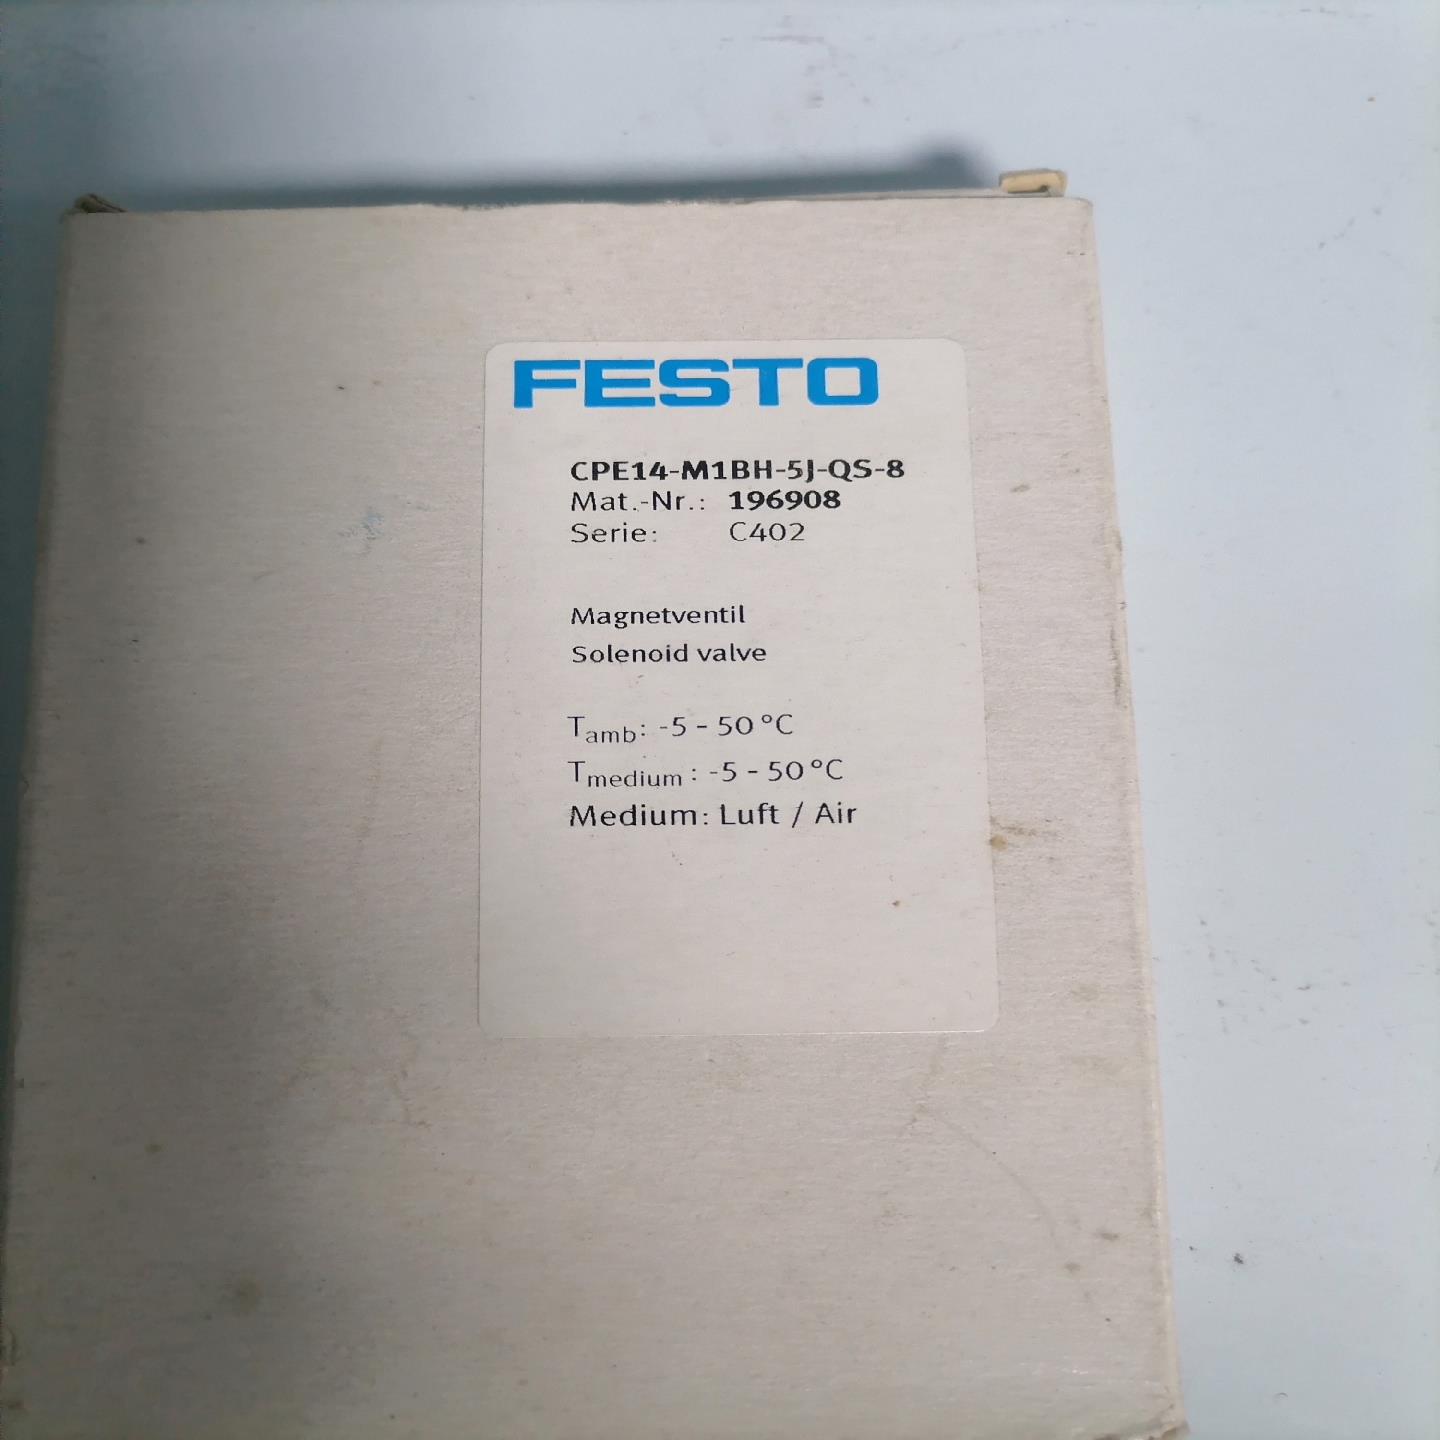 FESTO
CPE14-M1BH-5J-QS-8
Mat.-Nr.: 196908
Serie: C402
Magnetventil
Solenoid valve
Tamb: -5 - 50 °C
Tmedium : -5 - 50 °C
Medium: Luft / Air